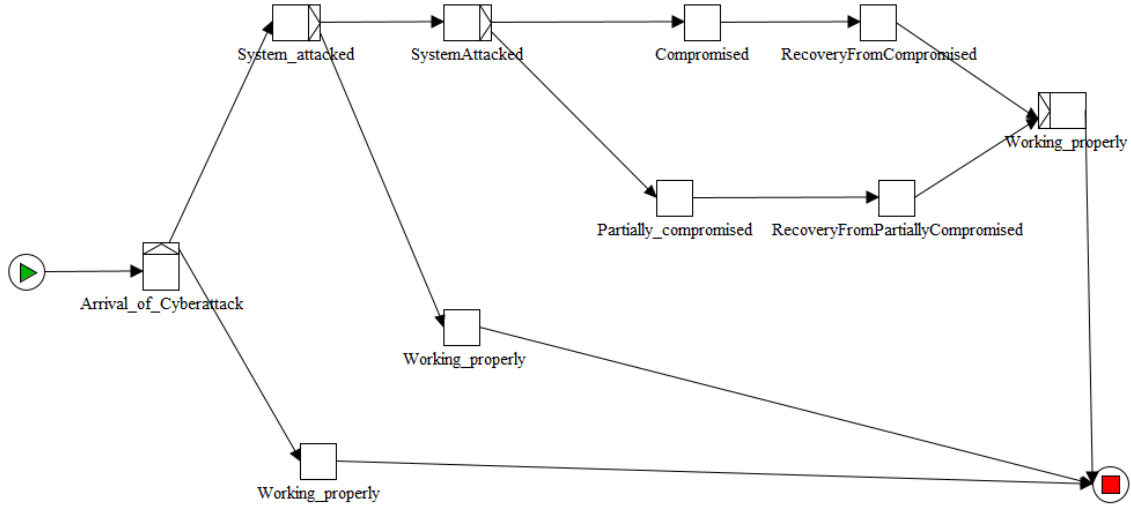 System_attacked
SystemAttacked
Compromised
RecoveryFromCompromised
Working_properly
Partially_compromised
RecoveryFromPartiallyCompromised
Arrival_of_Cyberattack
Working_properly
Working_properly